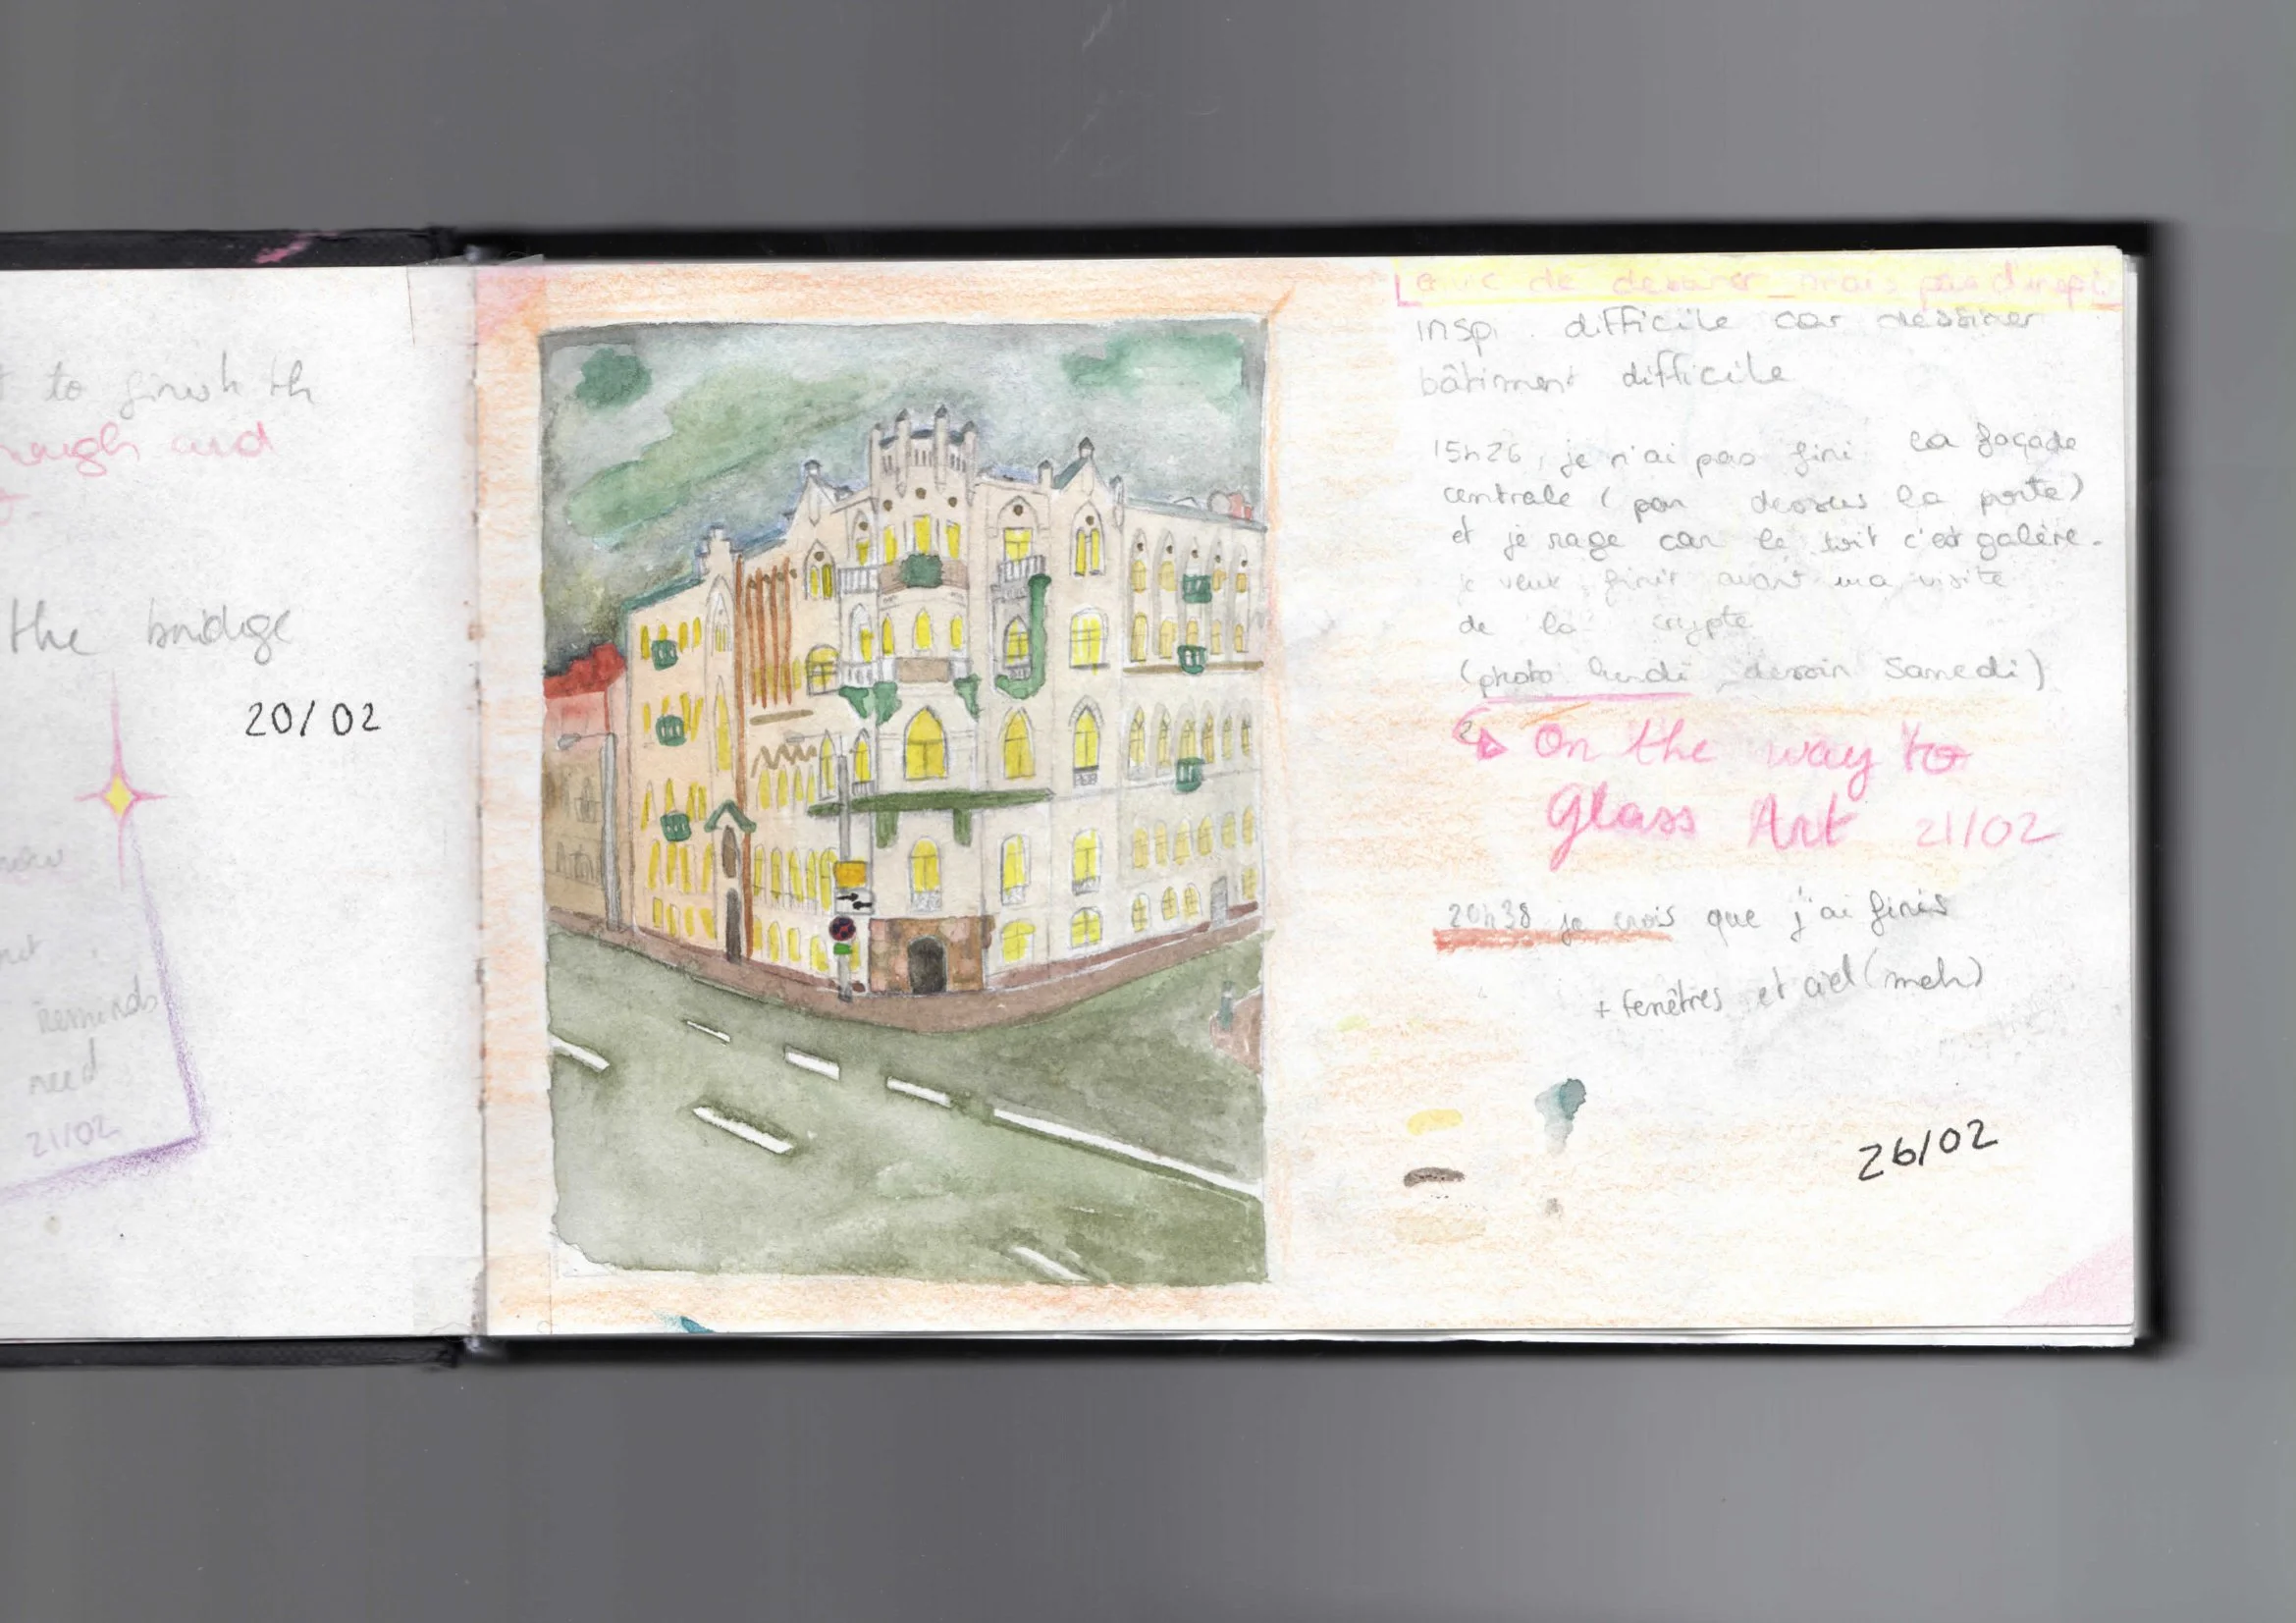 t to finish th
nough and
the bridge
20/02
Reminds
need
21/02
envie de dessiner mais pas d'inspi
inspi. difficile car dessiner
bâtiment difficile
15h26, je n'ai pas fini la façade
centrale (par dessus la porte)
et je rage car le toit c'est galère.
je veux finir avant ma visite
de la crypte
(photo lundi, dessin Samedi)
On the way to
Glass Art 21/02
20h38 je crois que j'ai finis
+ fenêtres et ciel (meh)
26/02